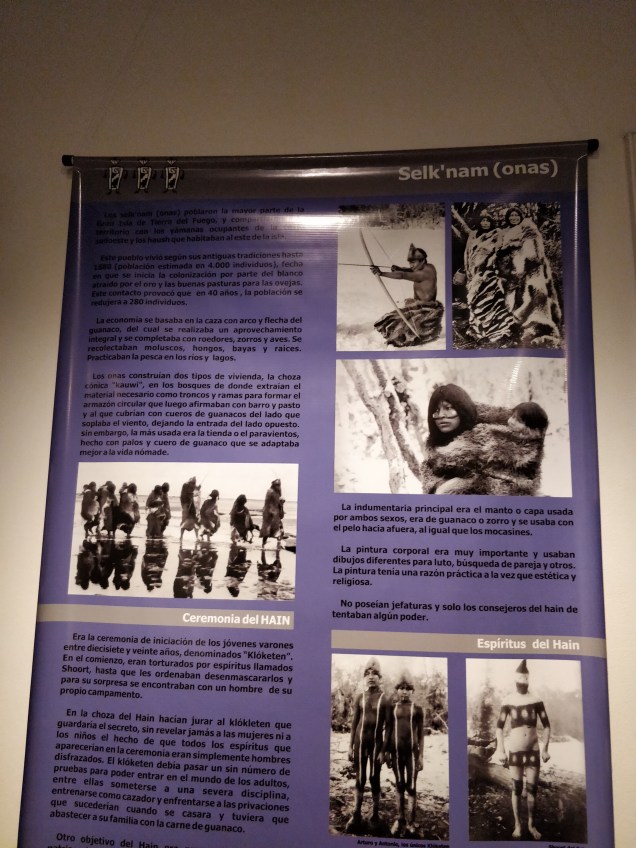 Selk'nam (onas)
Los selk'nam (onas) poblaron la mayor parte de la
Gran Isla de Tierra del Fuego, y
territorio con los yámenas ocupantes de la
y los haush que habitaban al este de la isla.
Este pueblo vivió según sus antiguas tradiciones hasta
1880 (población estimada en 4.000 individuos), fecha
en que se inicia la colonización por parte del blanco
atraído por el oro y las buenas pasturas para las ovejas.
Este contacto provocó que en 40 años , la población se
redujera a 280 individuos.
La economía se basaba en la caza con arco y flecha del
guanaco, del cual se realizaba un aprovechamiento
integral y se completaba con roedores, zorros y aves. Se
recolectaban moluscos, hongos, bayas y raíces.
Practicaban la pesca en los ríos y lagos.
Los onas construían dos tipos de vivienda, la choza
cónica "kauwi", en los bosques de donde extraían el
material necesario como troncos y ramas para formar el
armazón circular que luego afirmaban con barro y pasto
y al que cubrían con cueros de guanacos del lado que
soplaba el viento, dejando la entrada del lado opuesto.
sin embargo, la más usada era la tienda o el paravientos,
hecho con palos y cuero de guanaco que se adaptaba
mejor a la vida nómade.
Ceremonia del HAIN
Era la ceremonia de iniciación de los jóvenes varones
entre diecisiete y veinte años, denominados "Klóketen".
En el comienzo, eran torturados por espíritus llamados
Shoort, hasta que les ordenaban desenmascararlos y
para su sorpresa se encontraban con un hombre de su
propio campamento.
En la choza del Hain hacían jurar al klókleten que
guardaría el secreto, sin revelar jamás a las mujeres ni a
los niños el hecho de que todos los espíritus que
aparecerían en la ceremonia eran simplemente hombres
disfrazados. El klóketen debía pasar un sin número de
pruebas para poder entrar en el mundo de los adultos,
entre ellas someterse a una severa disciplina,
entrenarse como cazador y enfrentarse a las privaciones
que sucederían cuando se casara y tuviera que
abastecer a su familia con la carne de guanaco.
Otro objetivo del Hain
La indumentaria principal era el manto o capa usada
por ambos sexos, era de guanaco o zorro y se usaba con
el pelo hacia afuera, al igual que los mocasines.
La pintura corporal era muy importante y usaban
dibujos diferentes para luto, búsqueda de pareja y otros.
La pintura tenía una razón práctica a la vez que estética y
religiosa.
No poseían jefaturas y solo los consejeros del hain de
tentaban algún poder.
Espíritus del Hain
Arturo y Antonio, los